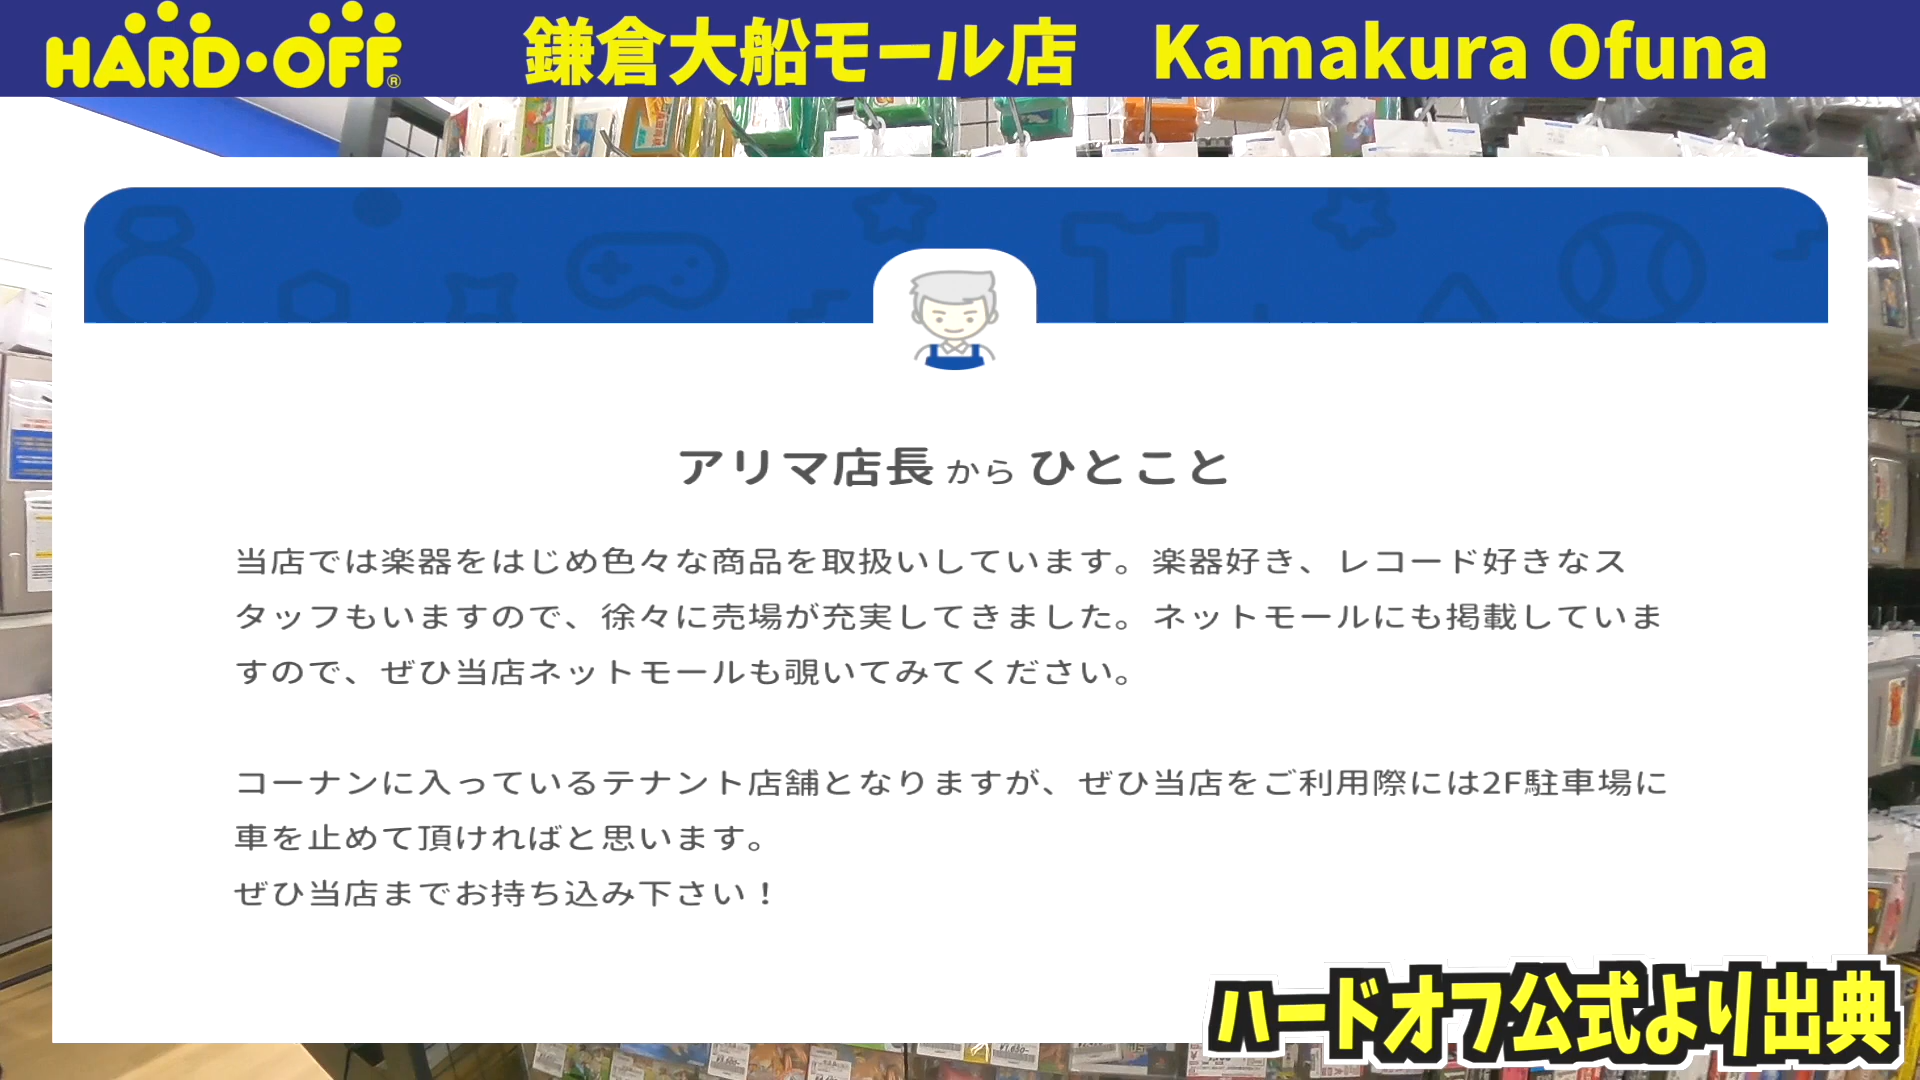 HARD・OFF® 鎌倉大船モール店 Kamakura Ofuna
アリマ店長 から ひとこと
当店では楽器をはじめ色々な商品を取扱いしています。楽器好き、レコード好きなス
タッフもいますので、徐々に売場が充実してきました。ネットモールにも掲載していま
すので、ぜひ当店ネットモールも覗いてみてください。
コーナンに入っているテナント店舗となりますが、ぜひ当店をご利用際には2F駐車場に
車を止めて頂ければと思います。
ぜひ当店までお持ち込み下さい！
ハードオフ公式より出典